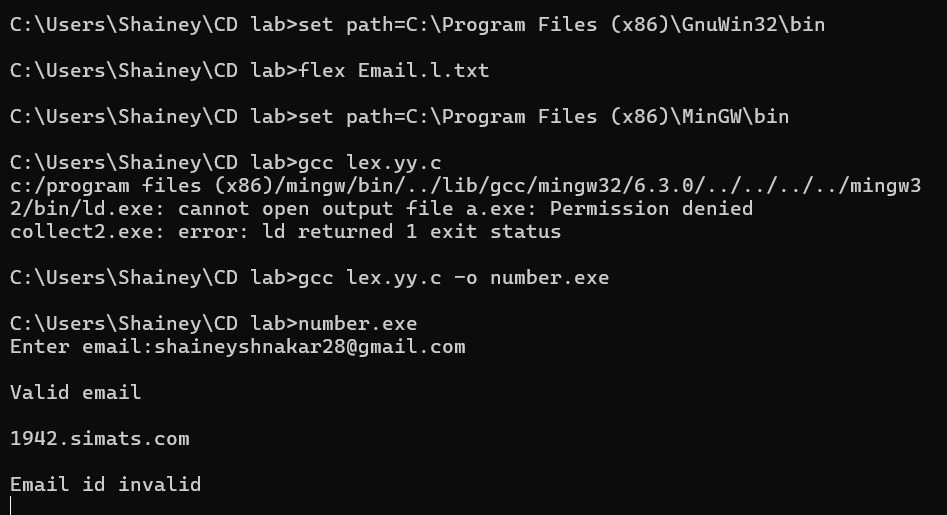 C:\Users\Shainey\CD lab>set path=C:\Program Files (x86)\GnuWin32\bin
C:\Users\Shainey\CD lab>flex Email.l.txt
C:\Users\Shainey\CD lab>set path=C:\Program Files (x86)\MinGW\bin
C:\Users\Shainey\CD lab>gcc lex.yy.c
c:/program files (x86)/mingw/bin/../lib/gcc/mingw32/6.3.0/../../../../mingw3
2/bin/ld.exe: cannot open output file a.exe: Permission denied
collect2.exe: error: ld returned 1 exit status
C:\Users\Shainey\CD lab>gcc lex.yy.c -o number.exe
C:\Users\Shainey\CD lab>number.exe
Enter email:shaineyshnakar28@gmail.com
Valid email
1942.simats.com
Email id invalid